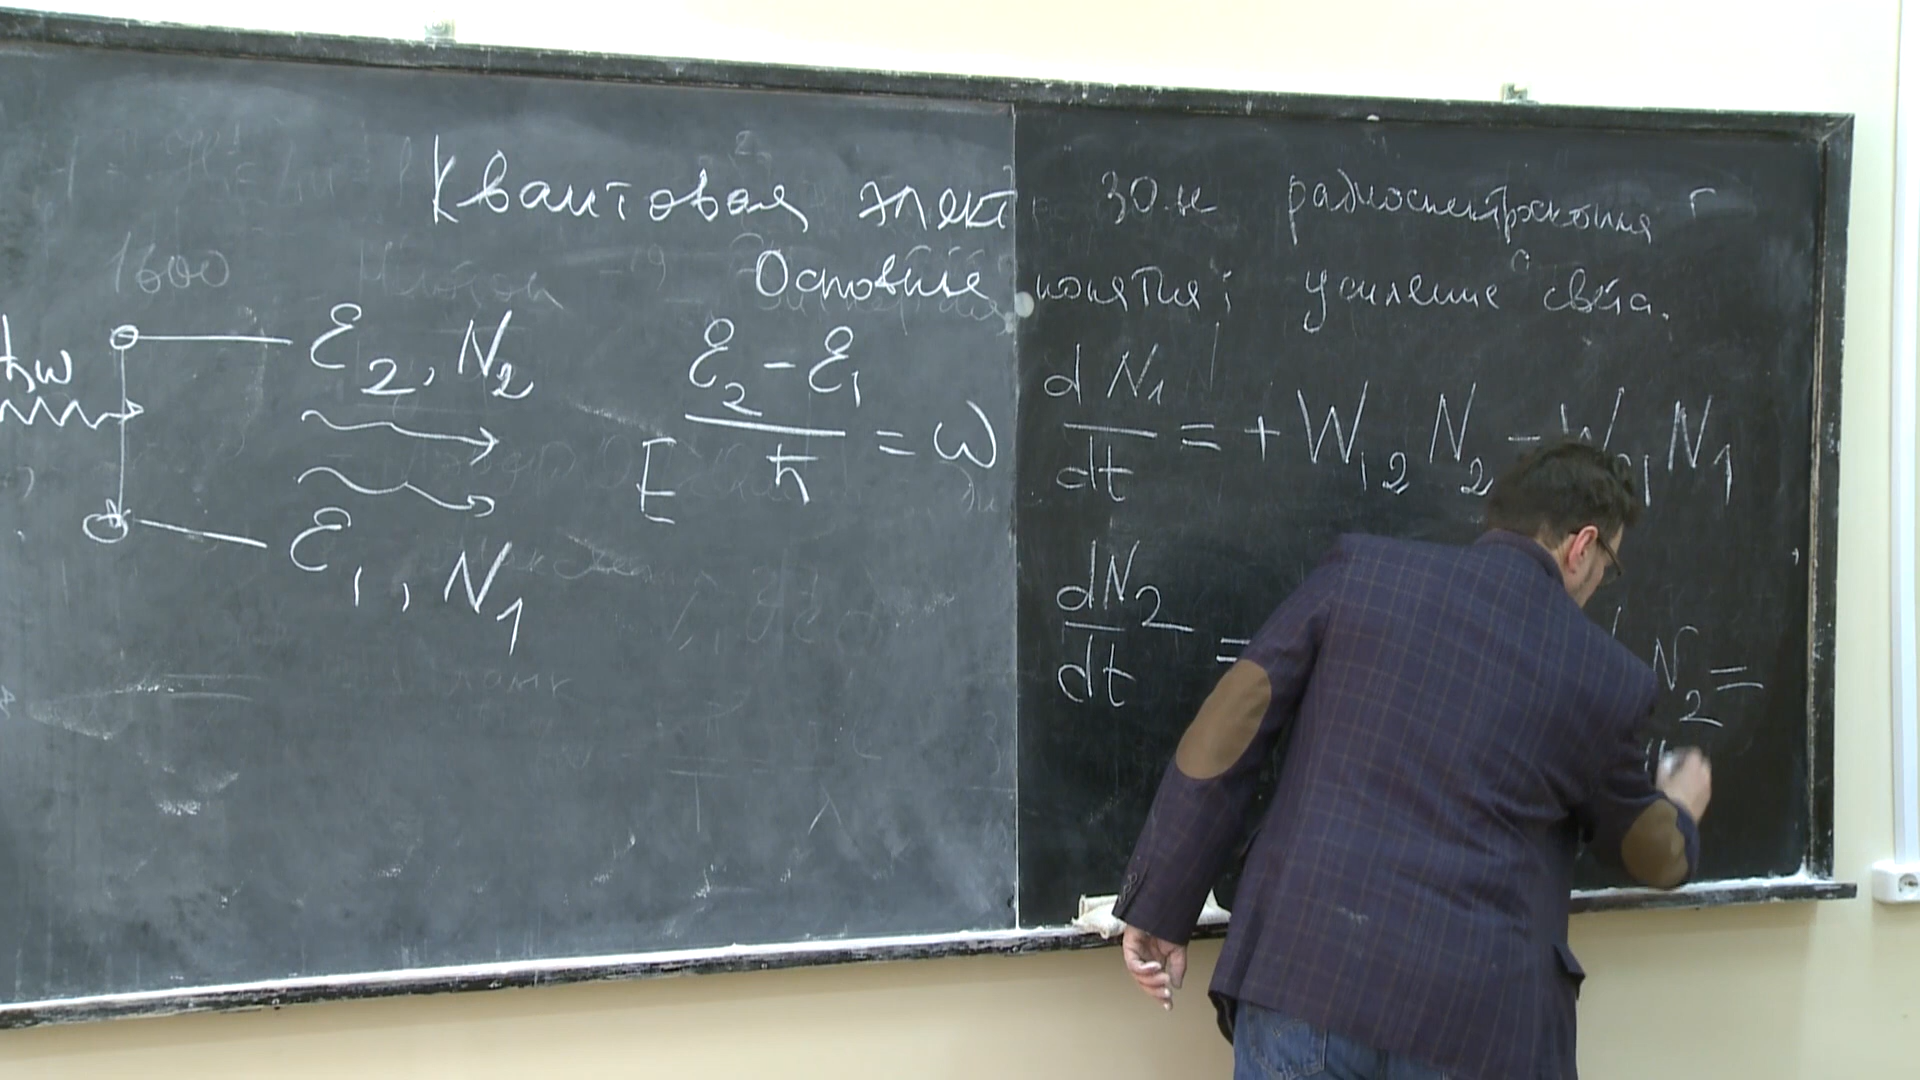 Квантовая элект
30.к радиоспектроскопия Г
Основные понятия; усиление света.
1600
ħω
ℰ₂, N₂
ℰ₁, N₁
E
(ℰ₂ - ℰ₁)/ħ = ω
dN₁/dt = + W₁₂ N₂ - W₂₁ N₁
dN₂/dt =
N₂ =